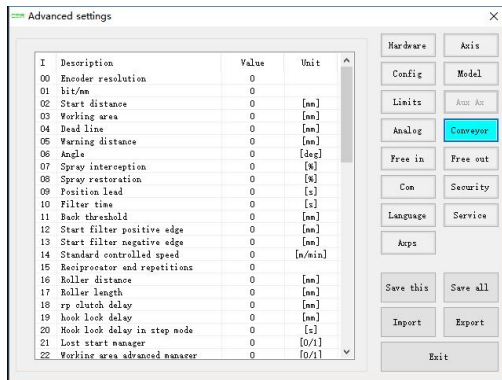 Advanced settings
I Description Value Unit
00 Encoder resolution 0
01 bit/mm 0
02 Start distance 0 [mm]
03 Working area 0 [mm]
04 Dead line 0 [mm]
05 Warning distance 0 [mm]
06 Angle 0 [deg]
07 Spray interception 0 [%]
08 Spray restoration 0 [%]
09 Position lead 0 [s]
10 Filter time 0 [s]
11 Back threshold 0 [mm]
12 Start filter positive edge 0 [mm]
13 Start filter negative edge 0 [mm]
14 Standard controlled speed 0 [m/min]
15 Reciprocator end repetitions 0
16 Roller distance 0 [mm]
17 Roller length 0 [mm]
18 rp clutch delay 0 [mm]
19 hook lock delay 0 [mm]
20 Hook lock delay in step mode 0 [s]
21 Lost start manager 0 [0/1]
22 Working area advanced manager 0 [0/1]
Hardware Axis
Config Model
Limits Aux Ax
Analog Conveyor
Free in Free out
Com Security
Language Service
Axps
Save this Save all
Import Export
Exit